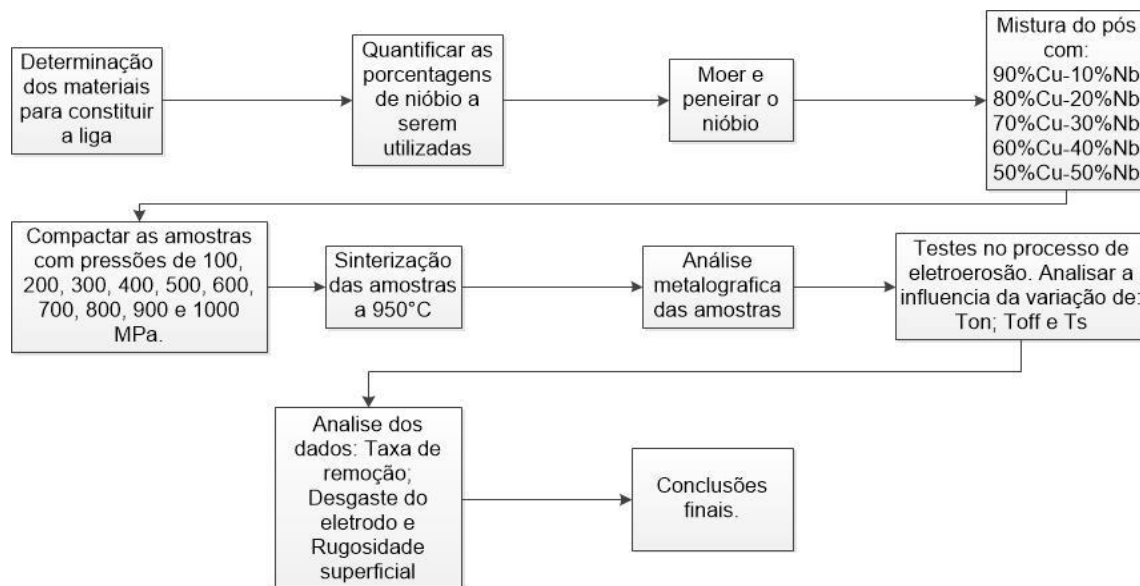 Determinação
dos materiais
para constituir
a liga
Quantificar as
porcentagens
de nióbio a
serem
utilizadas
Moer e
peneirar o
nióbio
Mistura do pós
com:
90%Cu-10%Nb
80%Cu-20%Nb
70%Cu-30%Nb
60%Cu-40%Nb
50%Cu-50%Nb
Compactar as amostras
com pressões de 100,
200, 300, 400, 500, 600,
700, 800, 900 e 1000
MPa.
Sinterização
das amostras
a 950°C
Análise
metalografica
das amostras
Testes no processo de
eletroerosão. Analisar a
influencia da variação de:
Ton; Toff e Ts
Analise dos
dados: Taxa de
remoção;
Desgaste do
eletrodo e
Rugosidade
superficial
Conclusões
finais.